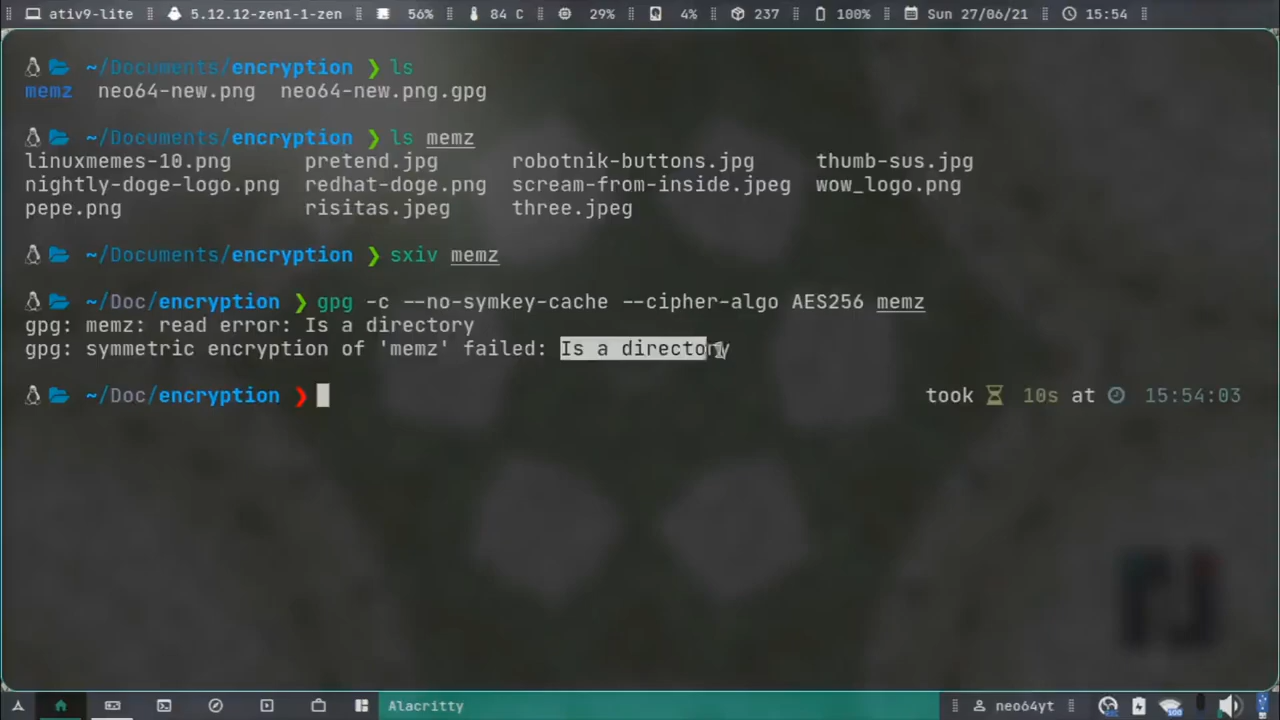 ativ9-lite 5.12.12-zen1-1-zen 56% 84 C 29% 4% 237 100% Sun 27/06/21 15:54
~/Documents/encryption ❯ ls
memz neo64-new.png neo64-new.png.gpg
~/Documents/encryption ❯ ls memz
linuxmemes-10.png pretend.jpg robotnik-buttons.jpg thumb-sus.jpg
nightly-doge-logo.png redhat-doge.png scream-from-inside.jpeg wow_logo.png
pepe.png risitas.jpeg three.jpeg
~/Documents/encryption ❯ sxiv memz
~/Doc/encryption ❯ gpg -c --no-symkey-cache --cipher-algo AES256 memz
gpg: memz: read error: Is a directory
gpg: symmetric encryption of 'memz' failed: Is a directory
~/Doc/encryption ❯ took 10s at 15:54:03
Alacritty neo64yt